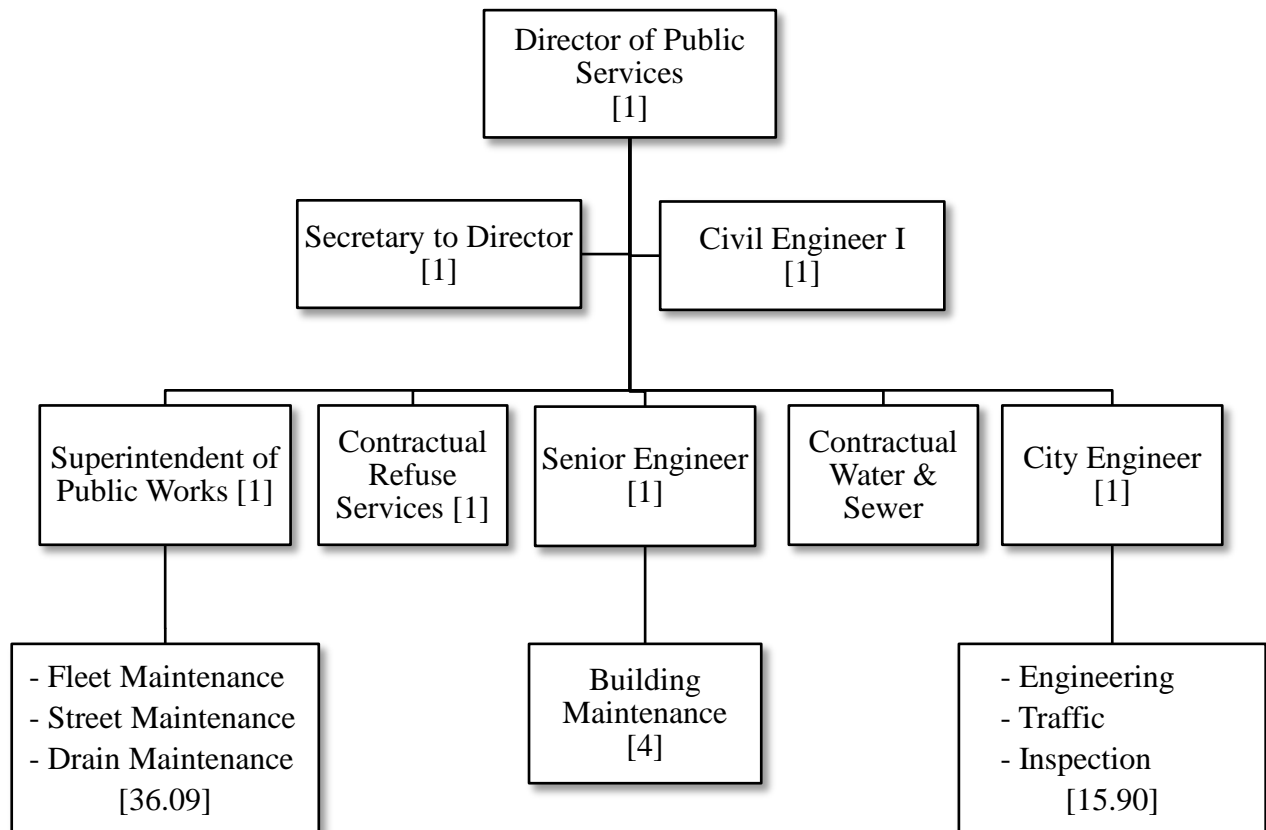 Director of Public
Services
[1]
Secretary to Director
[1]
Civil Engineer I
[1]
Superintendent of
Public Works [1]
Contractual
Refuse
Services [1]
Senior Engineer
[1]
Contractual
Water &
Sewer
City Engineer
[1]
- Fleet Maintenance
- Street Maintenance
- Drain Maintenance
[36.09]
Building
Maintenance
[4]
- Engineering
- Traffic
- Inspection
[15.90]